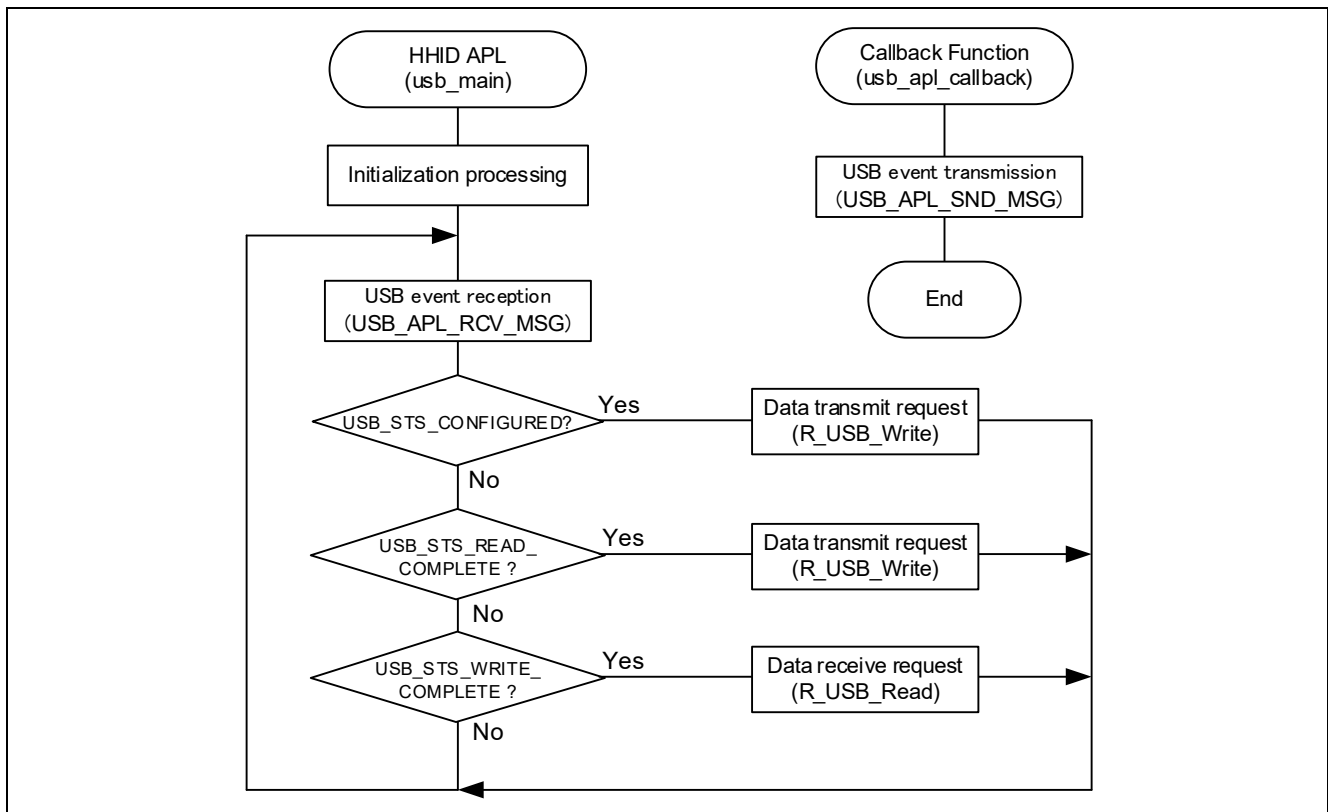 HHID APL
(usb_main)
Initialization processing
USB event reception
(USB_APL_RCV_MSG)
USB_STS_CONFIGURED?
Yes
Data transmit request
(R_USB_Write)
No
USB_STS_READ_
COMPLETE ?
Yes
Data transmit request
(R_USB_Write)
No
USB_STS_WRITE_
COMPLETE ?
Yes
Data receive request
(R_USB_Read)
No
Callback Function
(usb_apl_callback)
USB event transmission
(USB_APL_SND_MSG)
End